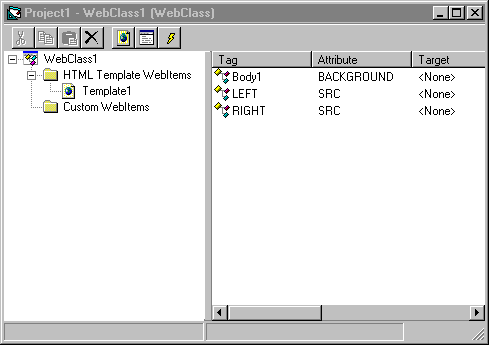 Project1 - WebClass1 (WebClass)
WebClass1
HTML Template WebItems
Template1
Custom WebItems
Tag Attribute Target
Body1 BACKGROUND <None>
LEFT SRC <None>
RIGHT SRC <None>